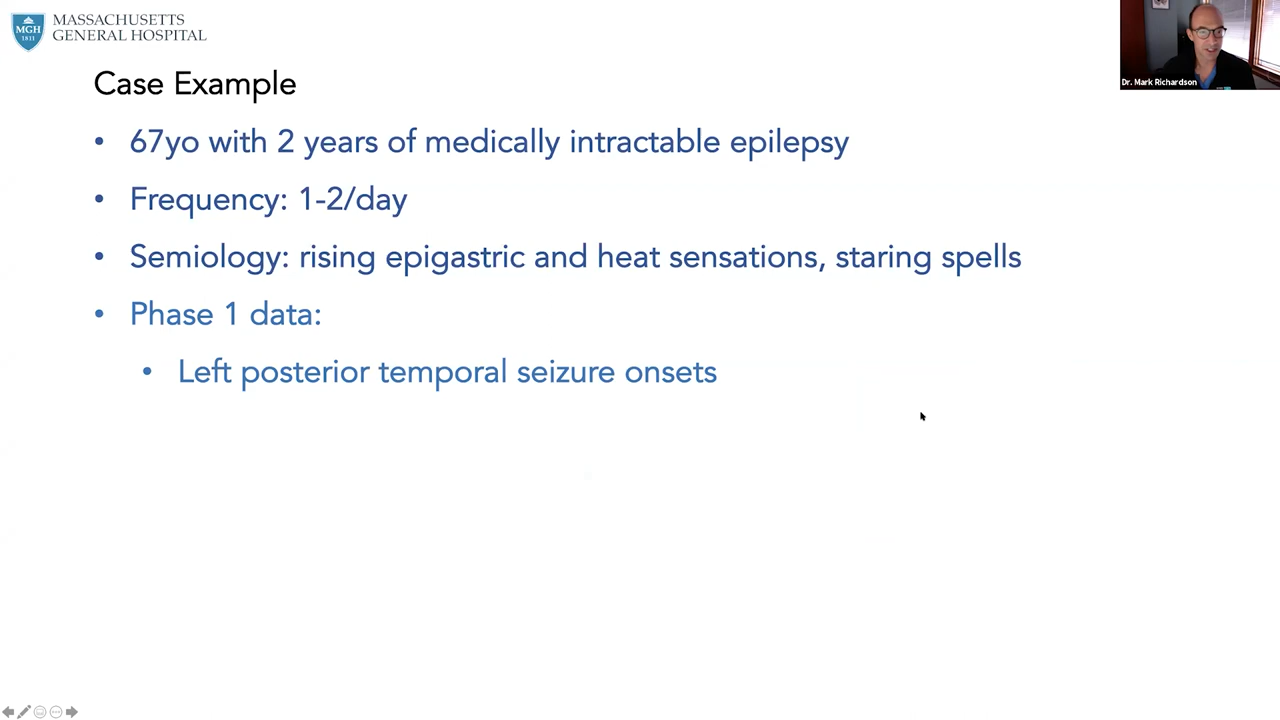 MASSACHUSETTS
GENERAL HOSPITAL
MGH
1811
Dr. Mark Richardson
Case Example
• 67yo with 2 years of medically intractable epilepsy
• Frequency: 1-2/day
• Semiology: rising epigastric and heat sensations, staring spells
• Phase 1 data:
• Left posterior temporal seizure onsets